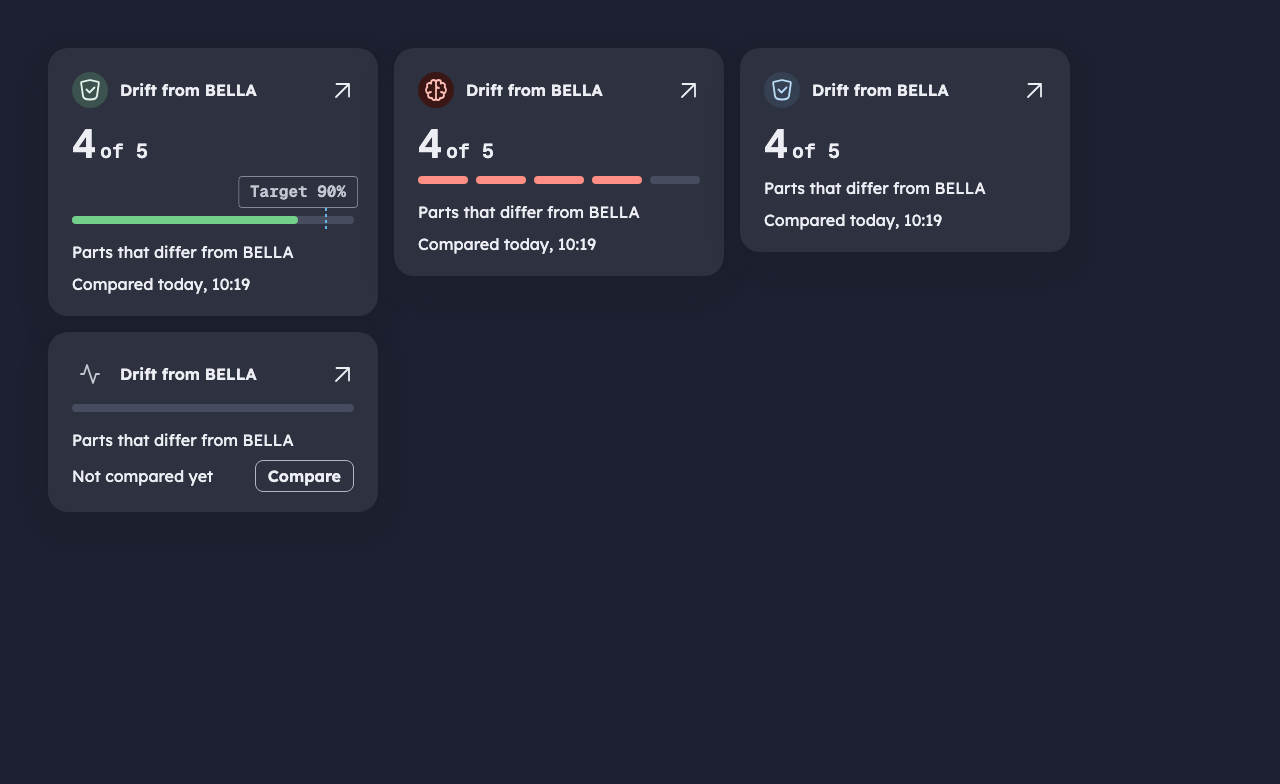 Drift from BELLA
4 of 5
Target 90%
Parts that differ from BELLA
Compared today, 10:19
Drift from BELLA
4 of 5
Parts that differ from BELLA
Compared today, 10:19
Drift from BELLA
4 of 5
Parts that differ from BELLA
Compared today, 10:19
Drift from BELLA
Parts that differ from BELLA
Not compared yet
Compare